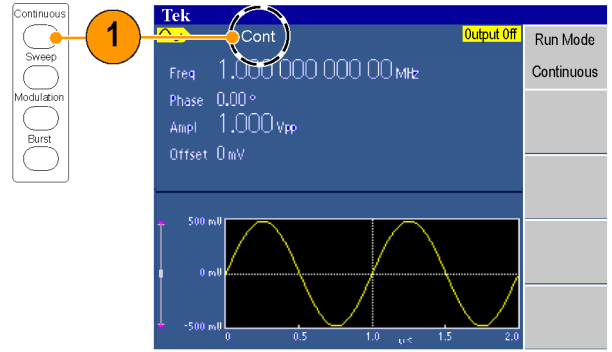 Continuous
Sweep
Modulation
Burst
1
Tek
Cont
Output Off
Freq 1.000 000 000 00 MHz
Phase 0.00 °
Ampl 1.000 Vpp
Offset 0 mV
Run Mode
Continuous
500 mV
0 mV
-500 mV
0 0.5 1.0 1.5 2.0